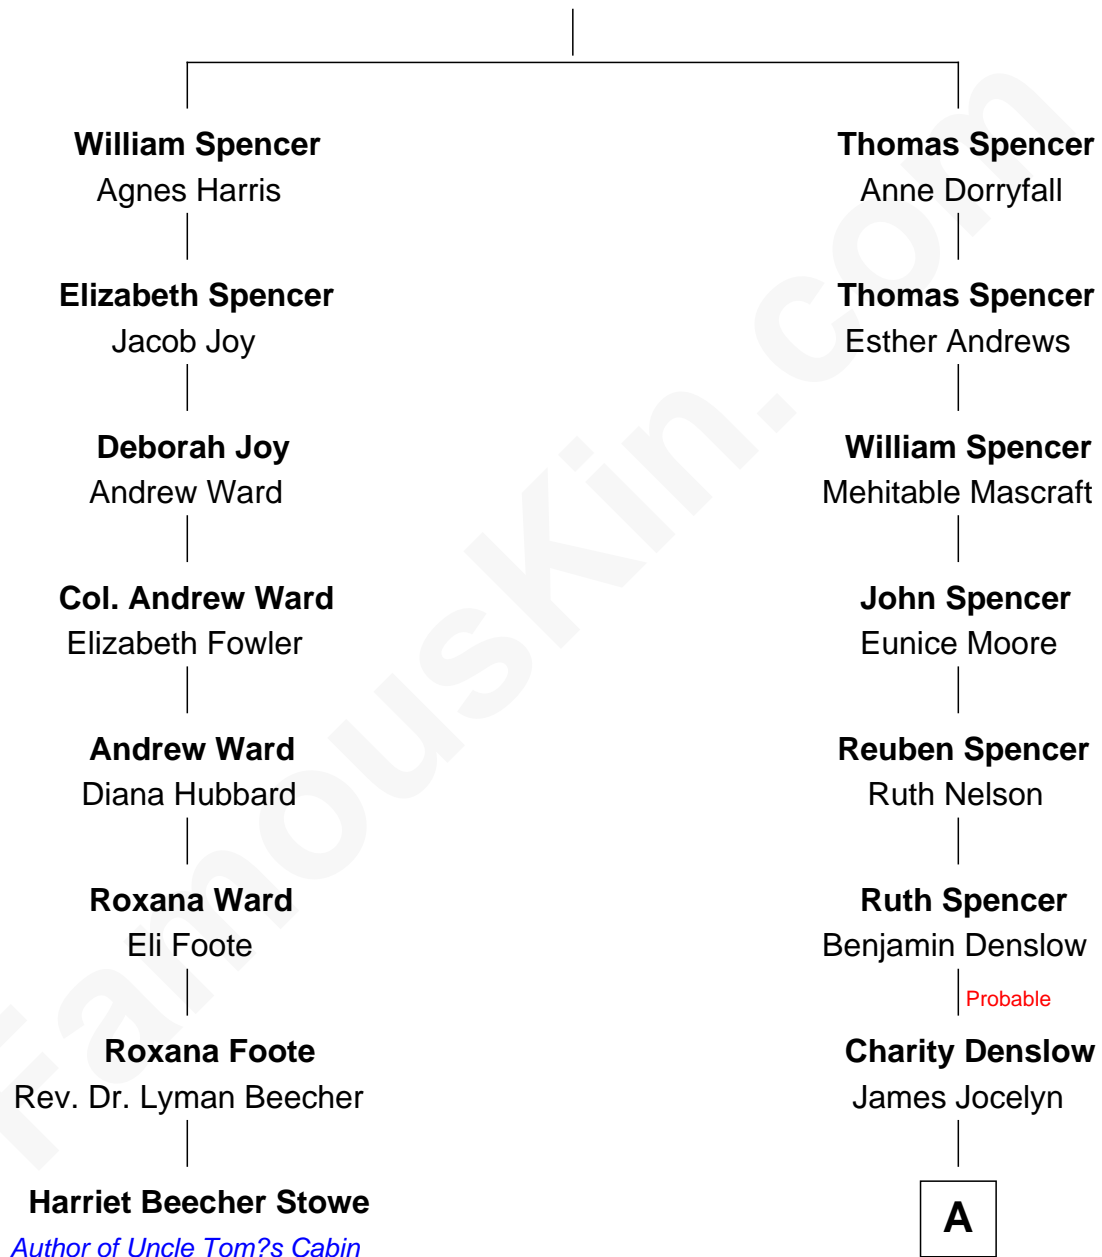 William Spencer
Agnes Harris
Elizabeth Spencer
Jacob Joy
Deborah Joy
Andrew Ward
Col. Andrew Ward
Elizabeth Fowler
Andrew Ward
Diana Hubbard
Roxana Ward
Eli Foote
Roxana Foote
Rev. Dr. Lyman Beecher
Harriet Beecher Stowe
Author of Uncle Tom?s Cabin
Thomas Spencer
Anne Dorryfall
Thomas Spencer
Esther Andrews
William Spencer
Mehitable Mascraft
John Spencer
Eunice Moore
Reuben Spencer
Ruth Nelson
Ruth Spencer
Benjamin Denslow
Probable
Charity Denslow
James Jocelyn
A
FamousKin.com